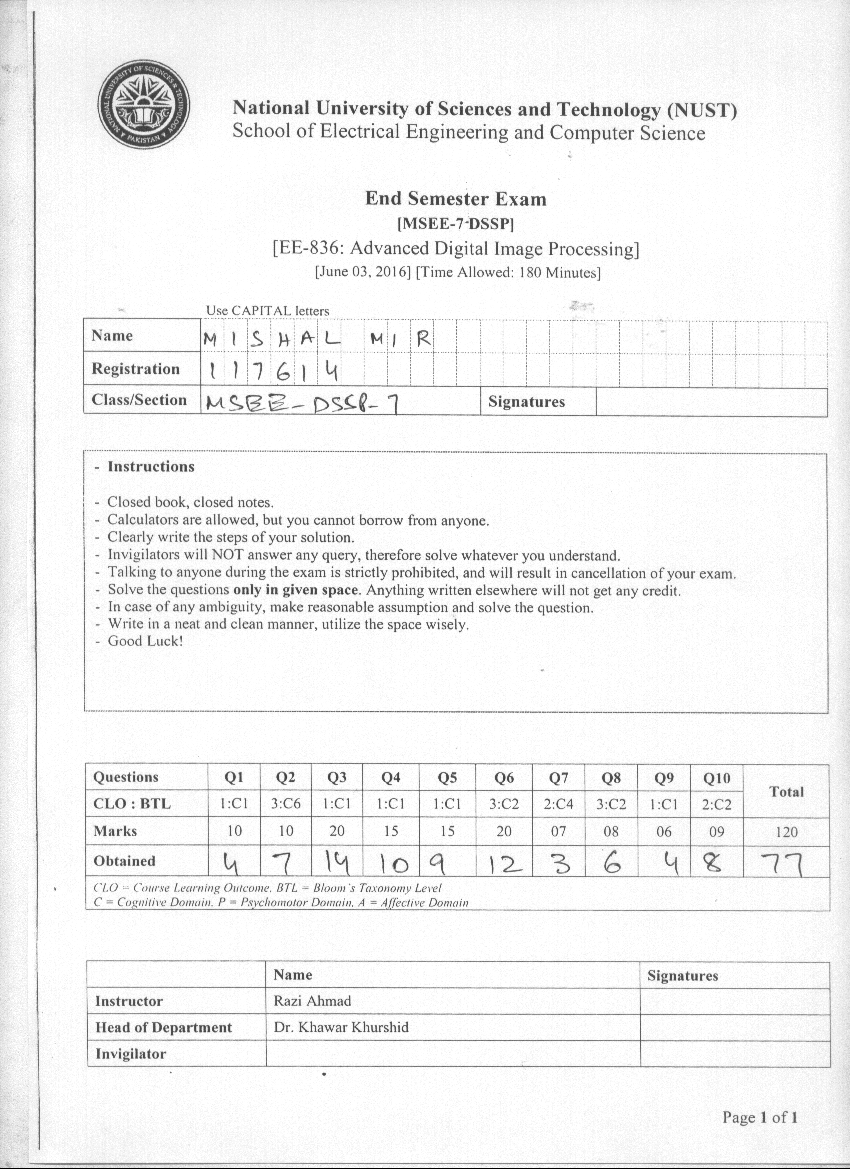 NATIONAL UNIVERSITY OF SCIENCES & TECHNOLOGY
PAKISTAN
National University of Sciences and Technology (NUST)
School of Electrical Engineering and Computer Science
End Semester Exam
[MSEE-7-DSSP]
[EE-836: Advanced Digital Image Processing]
[June 03, 2016] [Time Allowed: 180 Minutes]
Use CAPITAL letters
Name MISHAL MIR
Registration 117614
Class/Section MSEE-DSSP-7 Signatures
- Instructions
- Closed book, closed notes.
- Calculators are allowed, but you cannot borrow from anyone.
- Clearly write the steps of your solution.
- Invigilators will NOT answer any query, therefore solve whatever you understand.
- Talking to anyone during the exam is strictly prohibited, and will result in cancellation of your exam.
- Solve the questions only in given space. Anything written elsewhere will not get any credit.
- In case of any ambiguity, make reasonable assumption and solve the question.
- Write in a neat and clean manner, utilize the space wisely.
- Good Luck!
Questions Q1 Q2 Q3 Q4 Q5 Q6 Q7 Q8 Q9 Q10 Total
CLO : BTL 1:C1 3:C6 1:C1 1:C1 1:C1 3:C2 2:C4 3:C2 1:C1 2:C2
Marks 10 10 20 15 15 20 07 08 06 09 120
Obtained 4 7 14 10 9 12 3 6 4 8 77
CLO = Course Learning Outcome, BTL = Bloom's Taxonomy Level
C = Cognitive Domain, P = Psychomotor Domain, A = Affective Domain
Name Signatures
Instructor Razi Ahmad
Head of Department Dr. Khawar Khurshid
Invigilator
Page 1 of 1